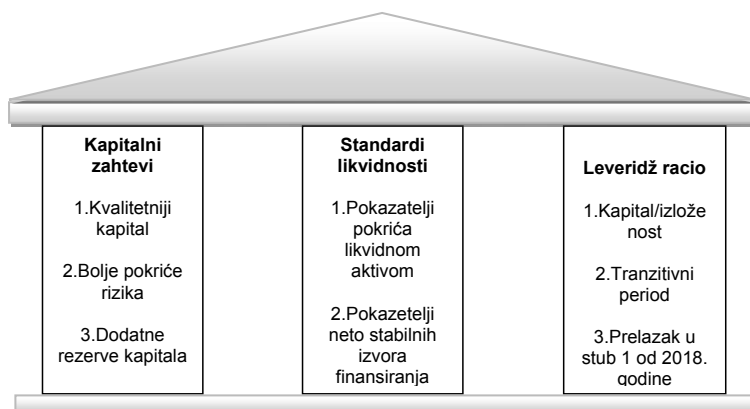 Kapitalni
zahtevi
1.Kvalitetniji
kapital
2.Bolje pokriće
rizika
3.Dodatne
rezerve kapitala
Standardi
likvidnosti
1.Pokazatelji
pokrića
likvidnom
aktivom
2.Pokazetelji
neto stabilnih
izvora
finansiranja
Leveridž racio
1.Kapital/izlože
nost
2.Tranzitivni
period
3.Prelazak u
stub 1 od 2018.
godine